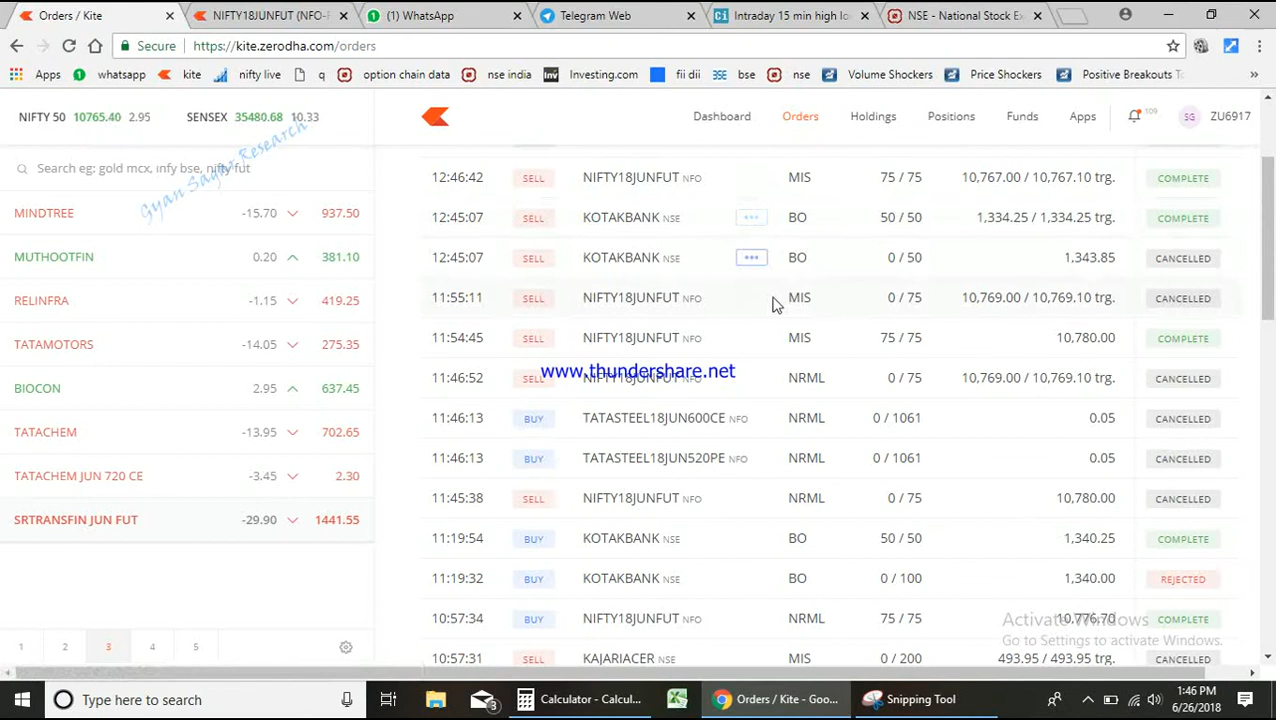 Orders / Kite
NIFTY18JUNFUT (NFO-F
(1) WhatsApp
Telegram Web
Intraday 15 min high lo
NSE - National Stock Ex
Secure
https://kite.zerodha.com/orders
Apps
whatsapp
kite
nifty live
q
option chain data
nse india
Inv
Investing.com
fii dii
bse
nse
Volume Shockers
Price Shockers
Positive Breakouts To
NIFTY 50 10765.40 2.95 SENSEX 35480.68 10.33
Dashboard Orders Holdings Positions Funds Apps 109 SG ZU6917
Search eg: gold mcx, infy bse, nifty fut
Gyan Sagar Research
MINDTREE -15.70 937.50
MUTHOOTFIN 0.20 381.10
RELINFRA -1.15 419.25
TATAMOTORS -14.05 275.35
BIOCON 2.95 637.45
TATACHEM -13.95 702.65
TATACHEM JUN 720 CE -3.45 2.30
SRTRANSFIN JUN FUT -29.90 1441.55
1 2 3 4 5
12:46:42 SELL NIFTY18JUNFUT NFO MIS 75 / 75 10,767.00 / 10,767.10 trg. COMPLETE
12:45:07 SELL KOTAKBANK NSE BO 50 / 50 1,334.25 / 1,334.25 trg. COMPLETE
12:45:07 SELL KOTAKBANK NSE BO 0 / 50 1,343.85 CANCELLED
11:55:11 SELL NIFTY18JUNFUT NFO MIS 0 / 75 10,769.00 / 10,769.10 trg. CANCELLED
11:54:45 SELL NIFTY18JUNFUT NFO MIS 75 / 75 10,780.00 COMPLETE
www.thundershare.net
11:46:52 SELL NIFTY18JUNFUT NFO NRML 0 / 75 10,769.00 / 10,769.10 trg. CANCELLED
11:46:13 BUY TATASTEEL18JUN600CE NFO NRML 0 / 1061 0.05 CANCELLED
11:46:13 BUY TATASTEEL18JUN520PE NFO NRML 0 / 1061 0.05 CANCELLED
11:45:38 SELL NIFTY18JUNFUT NFO NRML 0 / 75 10,780.00 CANCELLED
11:19:54 BUY KOTAKBANK NSE BO 50 / 50 1,340.25 COMPLETE
11:19:32 BUY KOTAKBANK NSE BO 0 / 100 1,340.00 REJECTED
10:57:34 BUY NIFTY18JUNFUT NFO NRML 75 / 75 10,776.70 COMPLETE
10:57:31 SELL KAJARIACER NSE MIS 0 / 200 493.95 / 493.95 trg. CANCELLED
Activate Windows
Go to Settings to activate Windows.
Type here to search
3
Calculator - Calcul...
Orders / Kite - Goo...
Snipping Tool
1:46 PM
6/26/2018